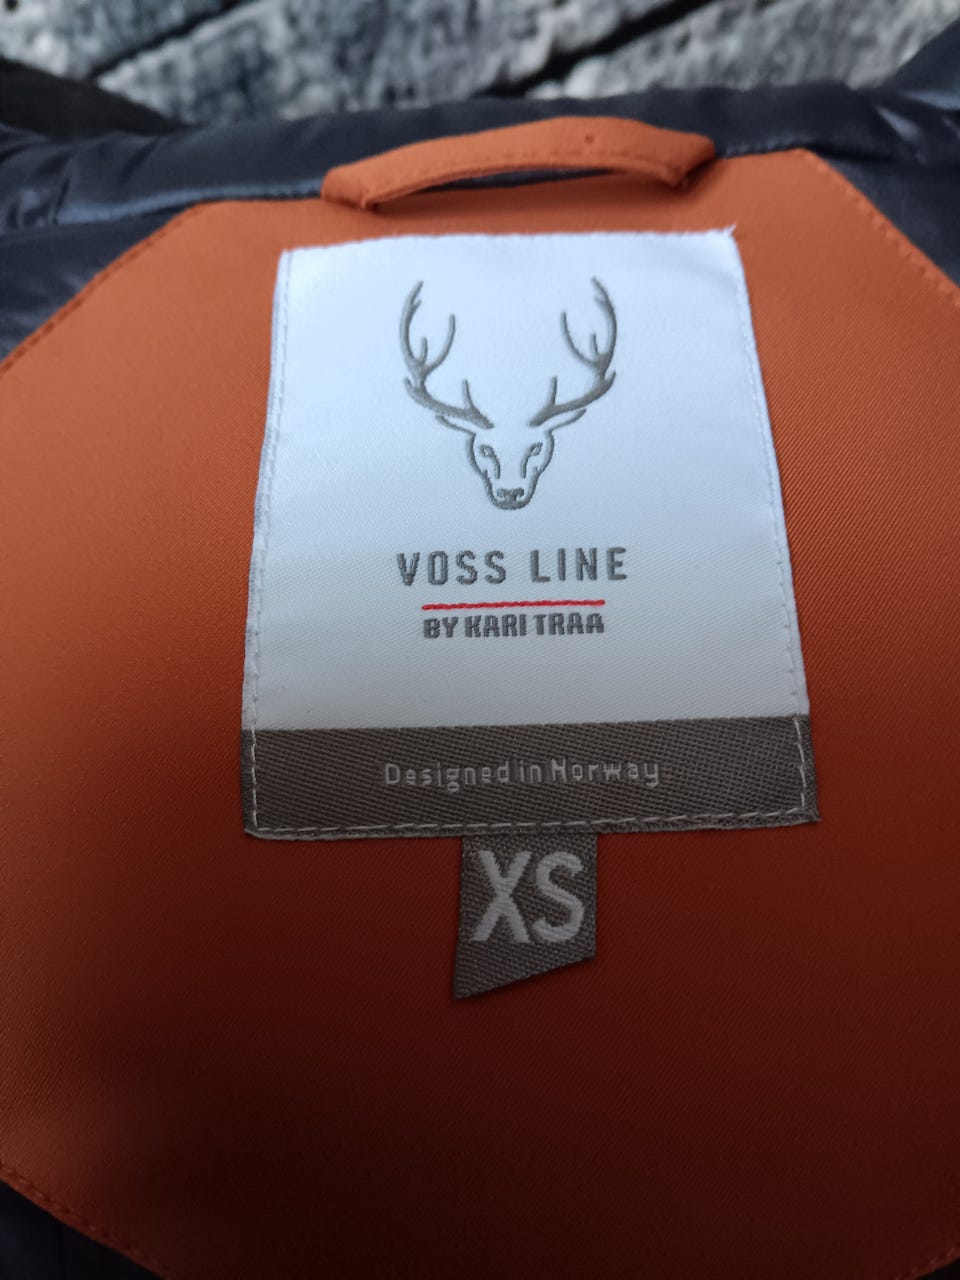 VOSS LINE
BY KARI TRAA
Designed in Norway
XS